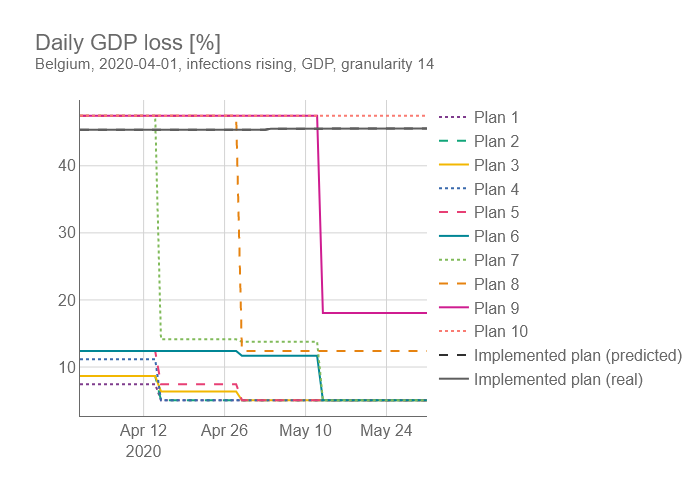 Daily GDP loss [%]
Belgium, 2020-04-01, infections rising, GDP, granularity 14
40
30
20
10
Apr 12
2020
Apr 26
May 10
May 24
Plan 1
Plan 2
Plan 3
Plan 4
Plan 5
Plan 6
Plan 7
Plan 8
Plan 9
Plan 10
Implemented plan (predicted)
Implemented plan (real)